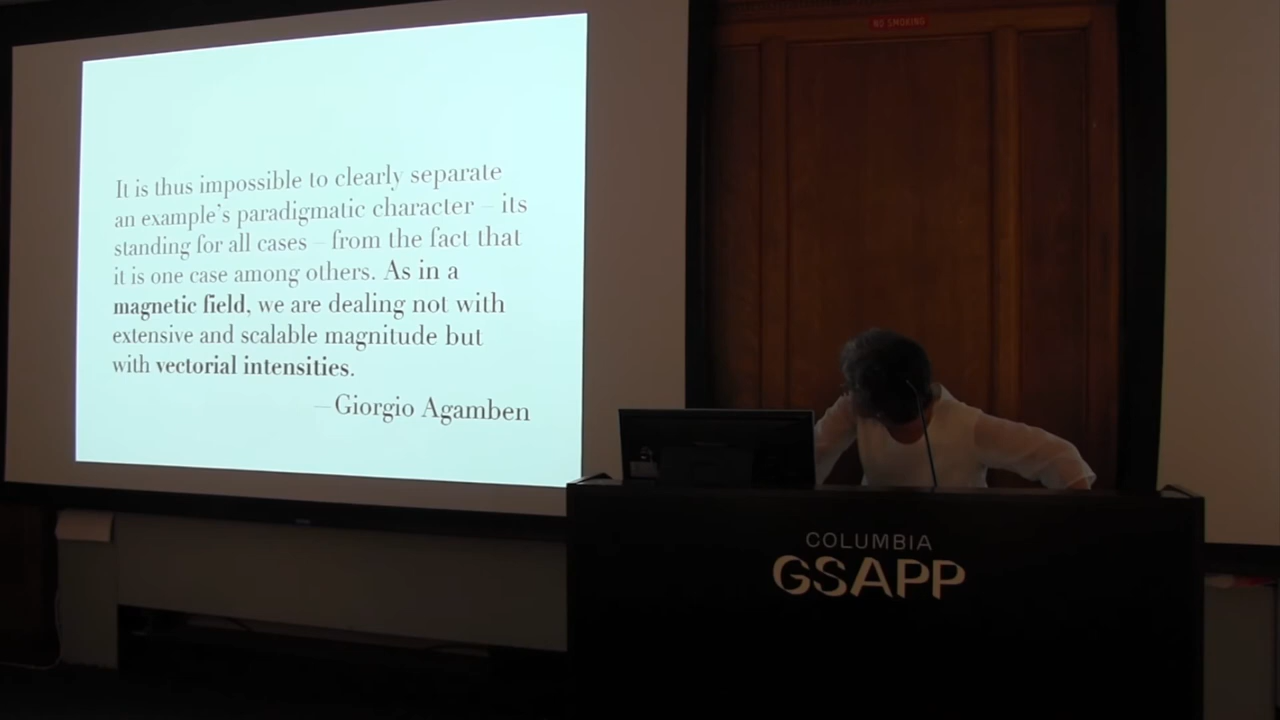 NO SMOKING
It is thus impossible to clearly separate
an example's paradigmatic character – its
standing for all cases – from the fact that
it is one case among others. As in a
magnetic field, we are dealing not with
extensive and scalable magnitude but
with vectorial intensities.
–Giorgio Agamben
COLUMBIA
GSAPP